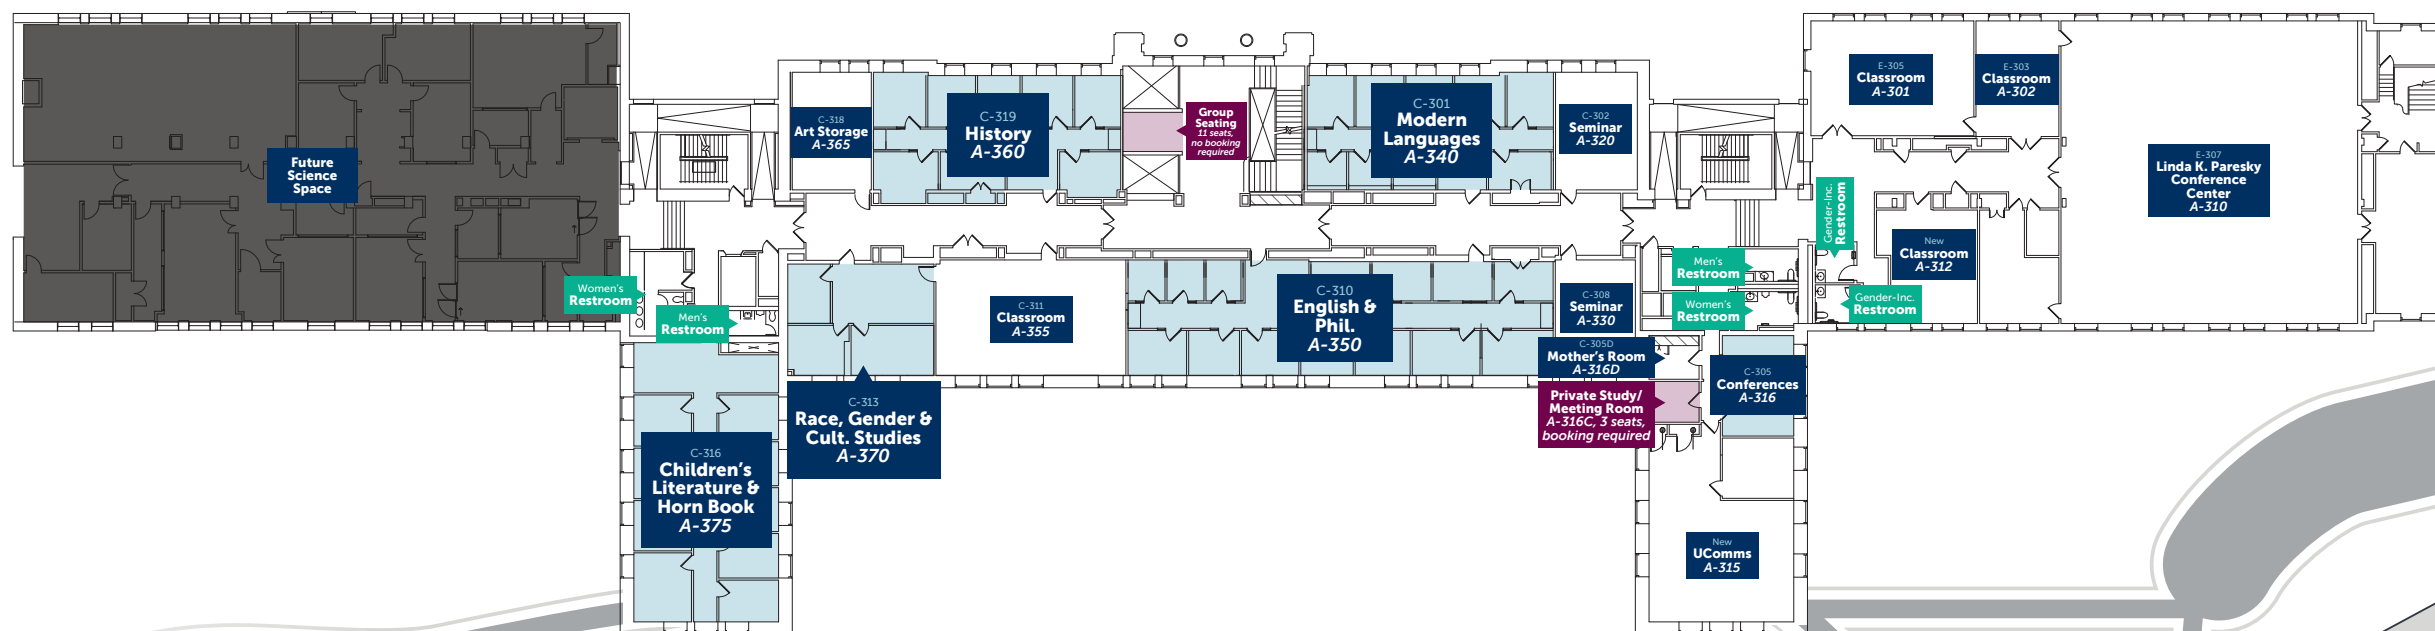 Future
Science
Space
Women's
Restroom
Men's
Restroom
C-316
Children's
Literature &
Horn Book
A-375
C-318
Art Storage
A-365
C-319
History
A-360
Group
Seating
11 seats,
no booking
required
C-301
Modern
Languages
A-340
C-302
Seminar
A-320
C-313
Race, Gender &
Cult. Studies
A-370
C-311
Classroom
A-355
C-310
English &
Phil.
A-350
C-308
Seminar
A-330
C-305D
Mother's Room
A-316D
Private Study/
Meeting Room
A-316C, 3 seats,
booking required
C-305
Conferences
A-316
New
UComms
A-315
Men's
Restroom
Women's
Restroom
Gender-Inc.
Restroom
Gender-Inc.
Restroom
New
Classroom
A-312
E-305
Classroom
A-301
E-303
Classroom
A-302
E-307
Linda K. Paresky
Conference
Center
A-310